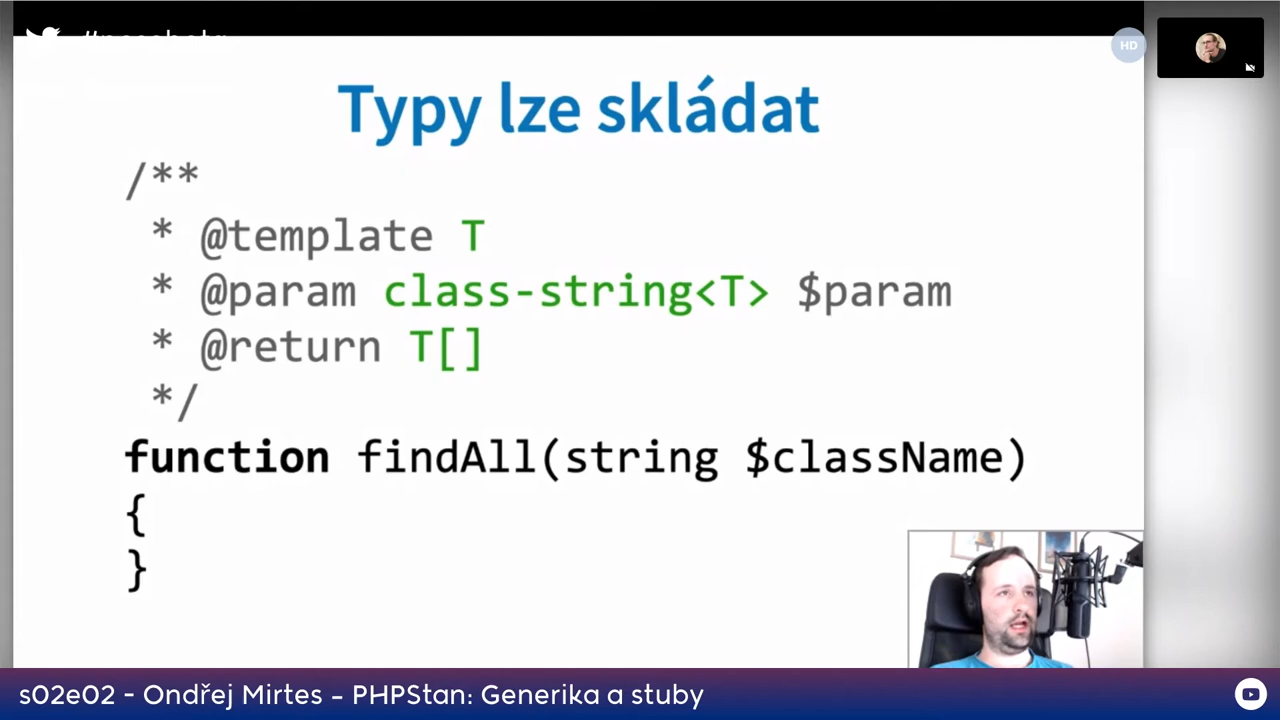 HD
Typy lze skládat
/**
* @template T
* @param class-string<T> $param
* @return T[]
*/
function findAll(string $className)
{
}
s02e02 - Ondřej Mirtes - PHPStan: Generika a stuby